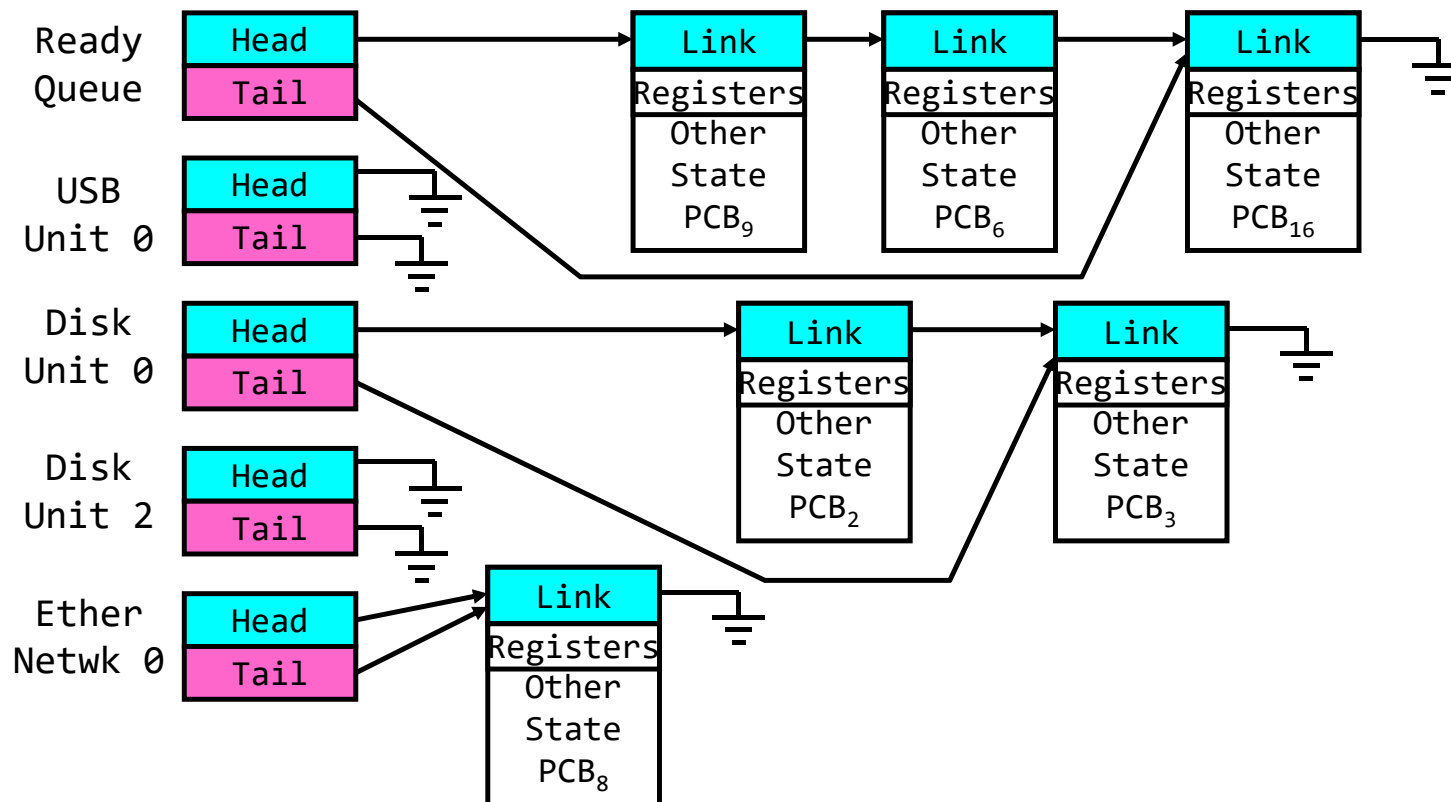 Ready
Queue
Head
Tail
Link
Registers
Other
State
PCB9
Link
Registers
Other
State
PCB6
Link
Registers
Other
State
PCB16
USB
Unit 0
Head
Tail
Disk
Unit 0
Head
Tail
Link
Registers
Other
State
PCB2
Link
Registers
Other
State
PCB3
Disk
Unit 2
Head
Tail
Ether
Netwk 0
Head
Tail
Link
Registers
Other
State
PCB8